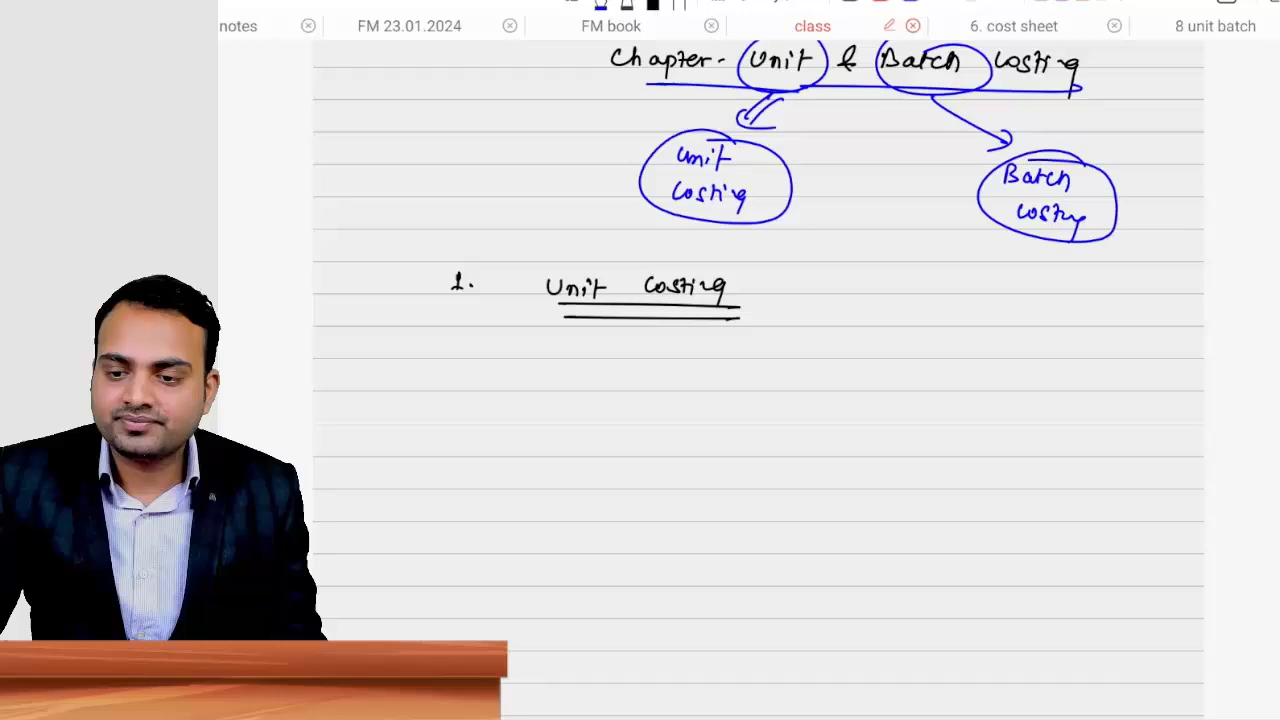 notes FM 23.01.2024 FM book class 6. cost sheet 8 unit batch
Chapter- Unit & Batch Costing
Unit
Costing
Batch
Costing
1. Unit Costing